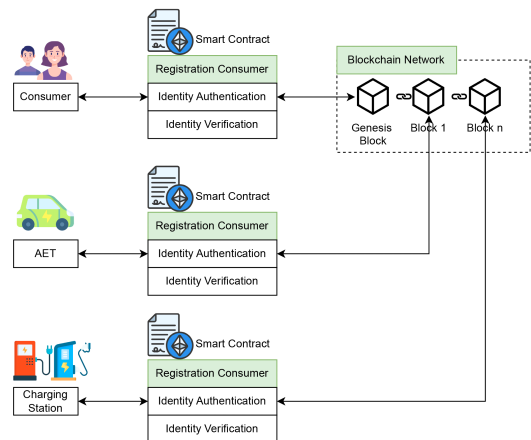 Smart Contract
Registration Consumer
Blockchain Network
Consumer
Identity Authentication
Identity Verification
Genesis
Block
Block 1
Block n
Smart Contract
Registration Consumer
AET
Identity Authentication
Identity Verification
Smart Contract
Registration Consumer
Charging
Station
Identity Authentication
Identity Verification